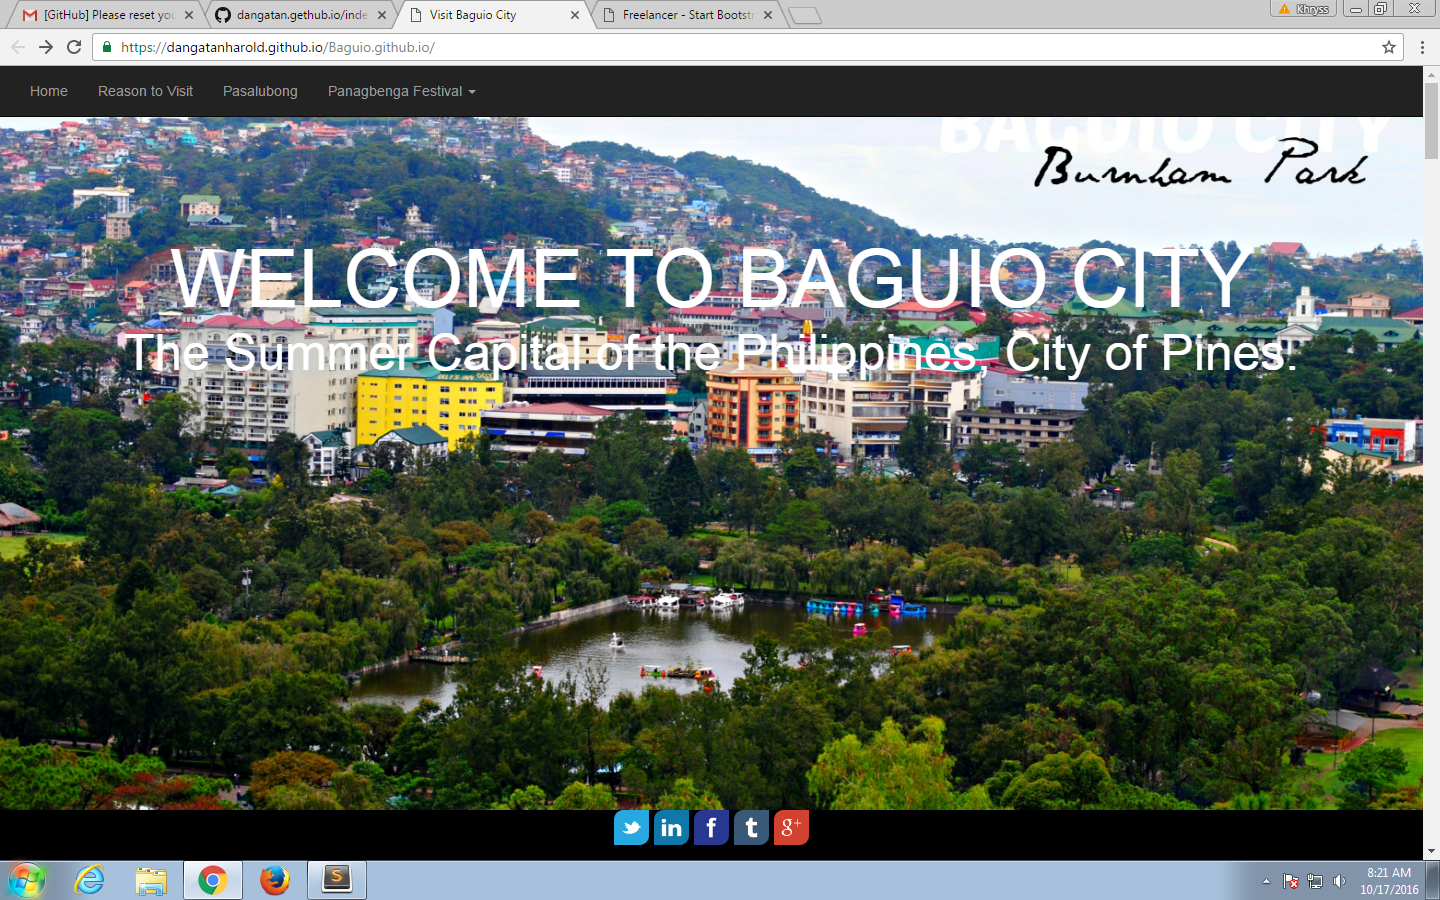 [GitHub] Please reset you
dangatan.gethub.io/inde
Visit Baguio City
Freelancer - Start Bootst
Khryss
https://dangatanharold.github.io/Baguio.github.io/
Home
Reason to Visit
Pasalubong
Panagbenga Festival
BAGUIO CITY
Burnham Park
WELCOME TO BAGUIO CITY
The Summer Capital of the Philippines, City of Pines.
in
f
t
g+
S
8:21 AM
10/17/2016